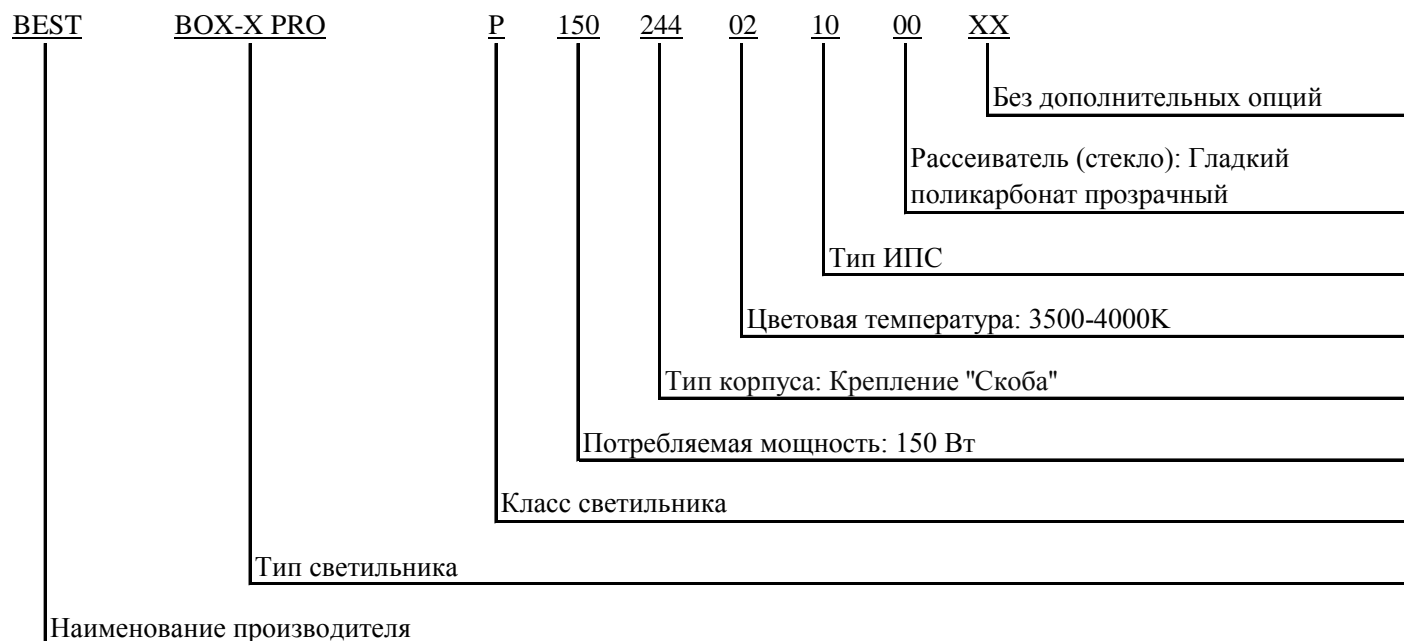 BEST BOX-X PRO P 150 244 02 10 00 XX
Без дополнительных опций
Рассеиватель (стекло): Гладкий
поликарбонат прозрачный
Тип ИПС
Цветовая температура: 3500-4000К
Тип корпуса: Крепление "Скоба"
Потребляемая мощность: 150 Вт
Класс светильника
Тип светильника
Наименование производителя